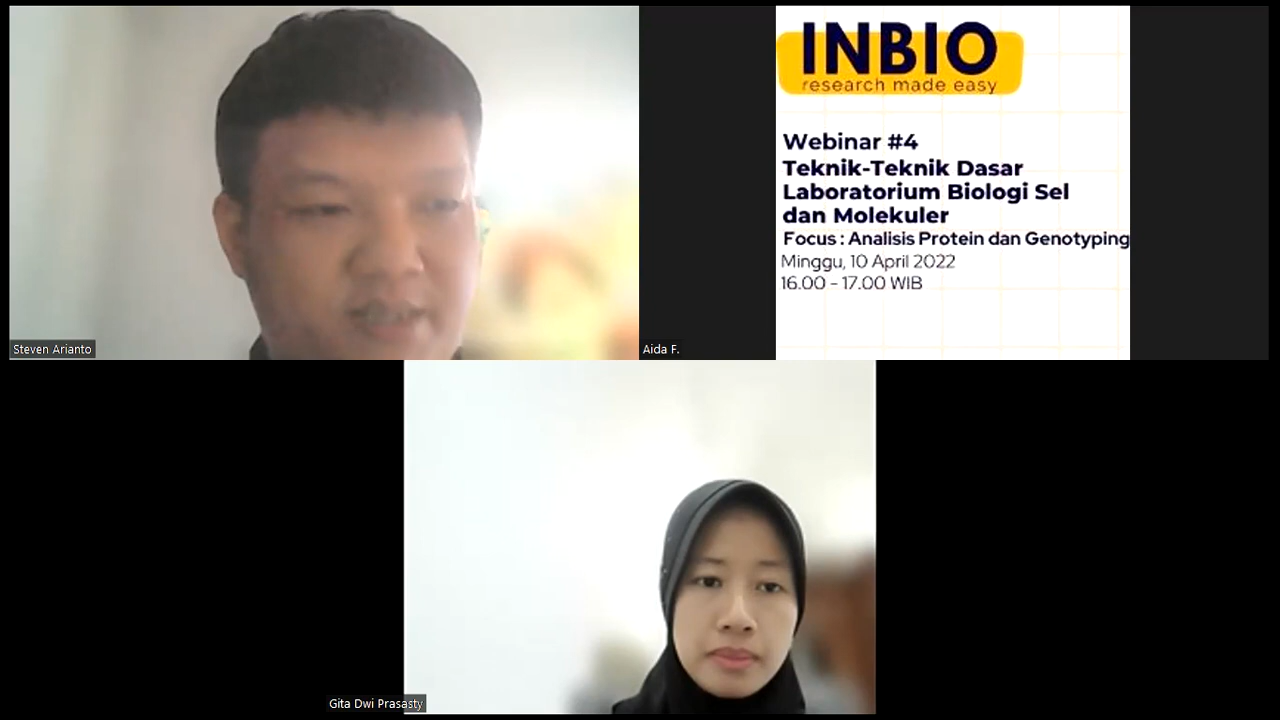 INBIO
research made easy
Webinar #4
Teknik-Teknik Dasar
Laboratorium Biologi Sel
dan Molekuler
Focus : Analisis Protein dan Genotyping
Minggu, 10 April 2022
16.00 - 17.00 WIB
Steven Arianto
Aida F.
Gita Dwi Prasasty